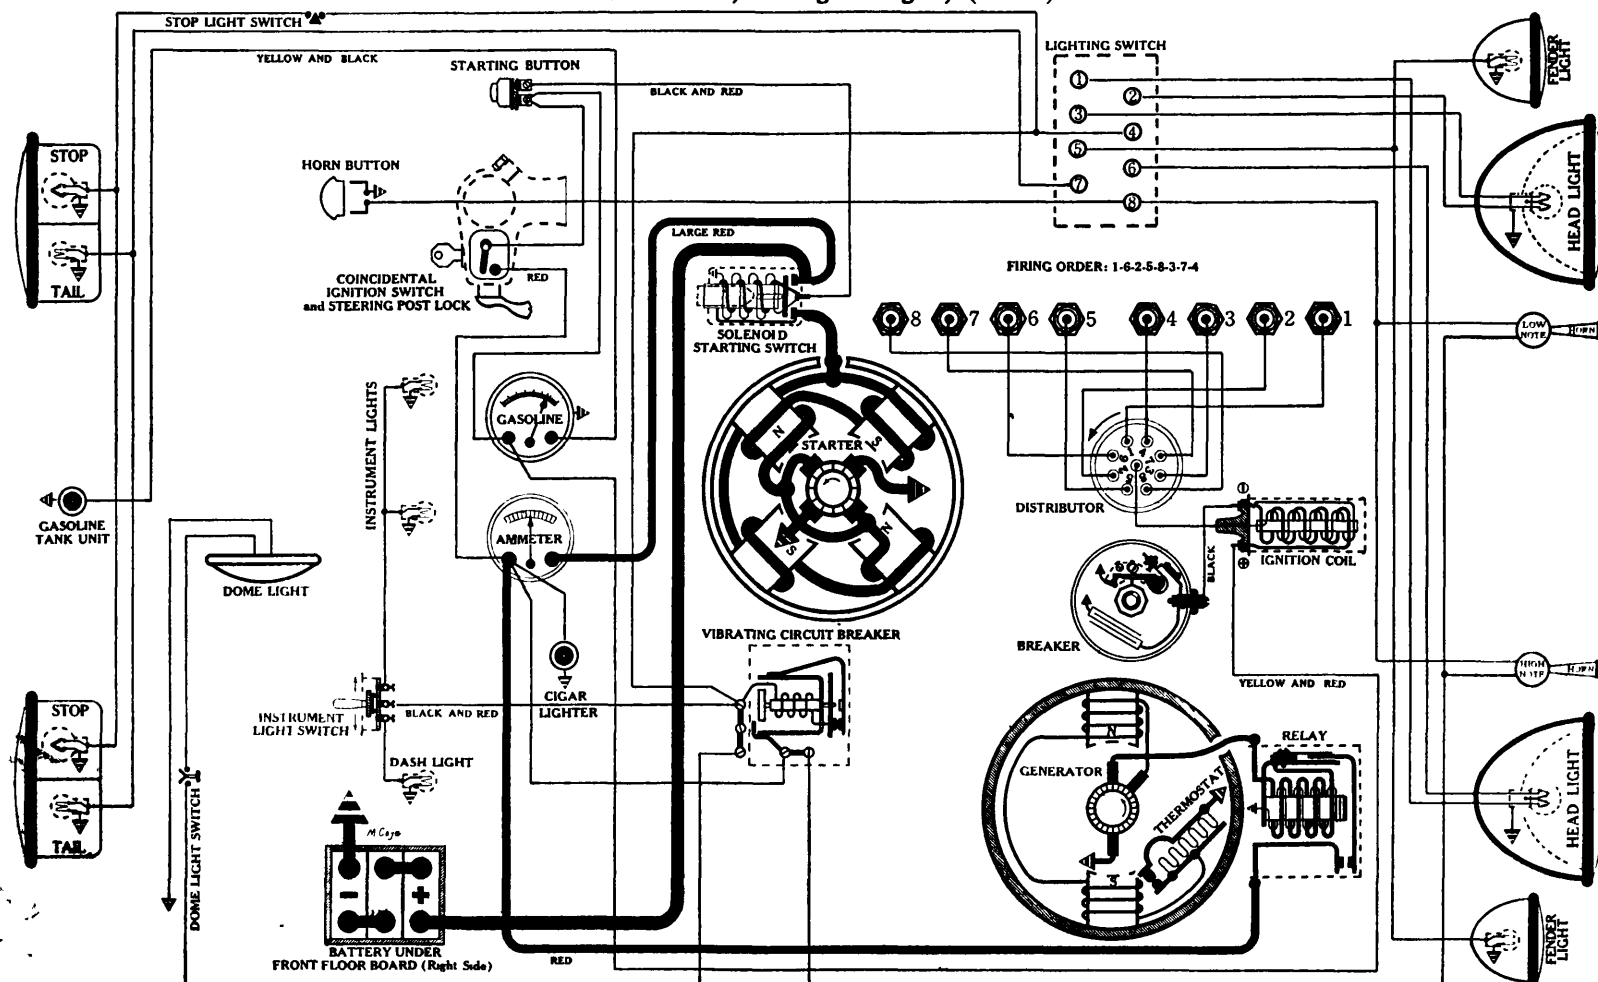 STOP LIGHT SWITCH
YELLOW AND BLACK
STARTING BUTTON
BLACK AND RED
LIGHTING SWITCH
1
2
3
4
5
6
7
8
FENDER
LIGHT
HEAD LIGHT
STOP
TAIL
HORN BUTTON
COINCIDENTAL
IGNITION SWITCH
and STEERING POST LOCK
RED
LARGE RED
SOLENOID
STARTING SWITCH
FIRING ORDER: 1-6-2-5-8-3-7-4
8 7 6 5 4 3 2 1
LOW
NOTE
HORN
INSTRUMENT LIGHTS
GASOLINE
STARTER
N
S
S
N
DISTRIBUTOR
GASOLINE
TANK UNIT
AMMETER
IGNITION COIL
BLACK
DOME LIGHT
BREAKER
VIBRATING CIRCUIT BREAKER
HIGH
NOTE
HORN
YELLOW AND RED
CIGAR
LIGHTER
INSTRUMENT
LIGHT SWITCH
BLACK AND RED
STOP
TAIL
DASH LIGHT
DOME LIGHT SWITCH
RELAY
GENERATOR
N
S
THERMOSTAT
HEAD LIGHT
- +
BATTERY UNDER
FRONT FLOOR BOARD (Right Side)
RED
FENDER
LIGHT